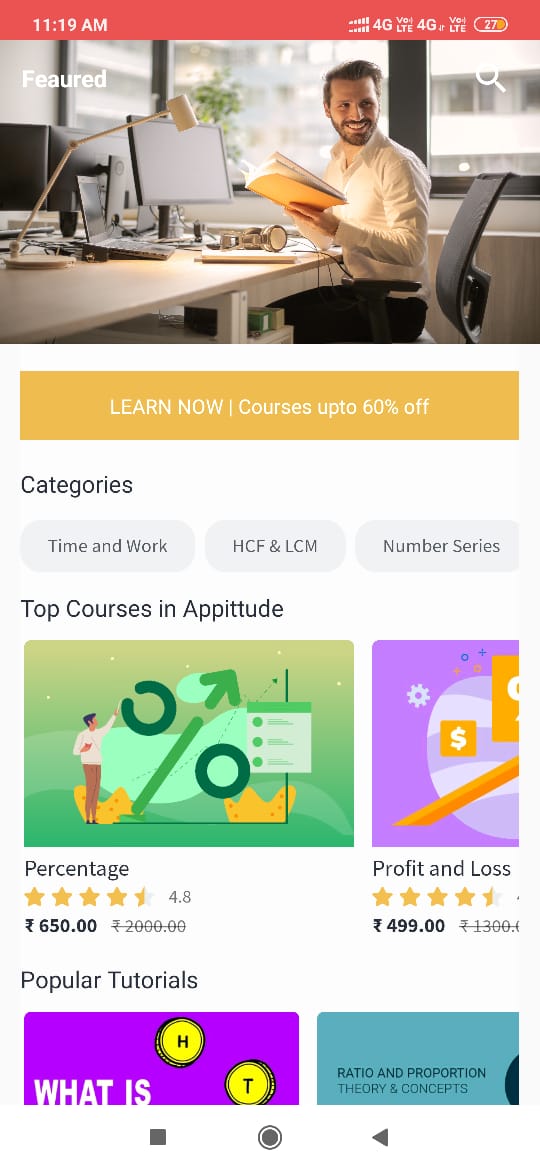 11:19 AM 4G Vo) LTE 4G Vo) LTE 27
Feaured
LEARN NOW | Courses upto 60% off
Categories
Time and Work HCF & LCM Number Series
Top Courses in Appittude
$
Percentage Profit and Loss
4.8
₹ 650.00 ₹ 2000.00 ₹ 499.00 ₹ 1300.
Popular Tutorials
H
T
WHAT IS
RATIO AND PROPORTION
THEORY & CONCEPTS